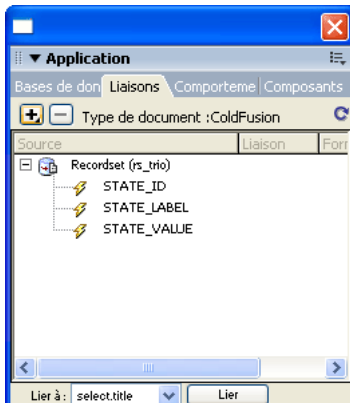 Application
Bases de don Liaisons Comporteme Composants
Type de document :ColdFusion
Source Liaison Forr
Recordset (rs_trio)
STATE_ID
STATE_LABEL
STATE_VALUE
Lier à : select.title Lier